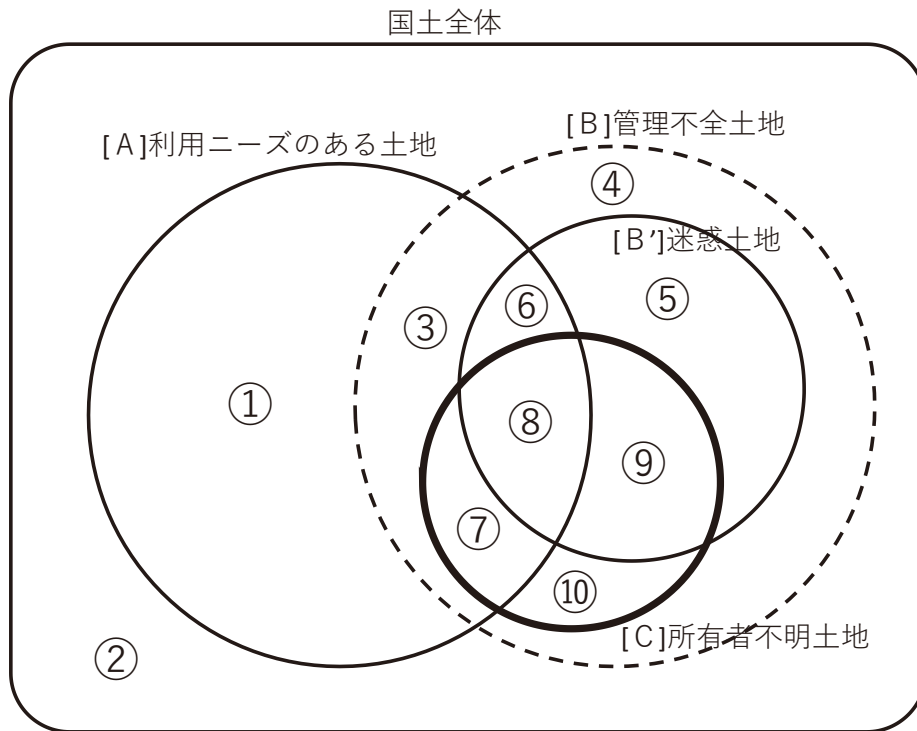 国土全体
[A]利用ニーズのある土地
[B]管理不全土地
④
[B’]迷惑土地
⑥
⑤
③
①
⑧
⑨
⑦
⑩
[C]所有者不明土地
②